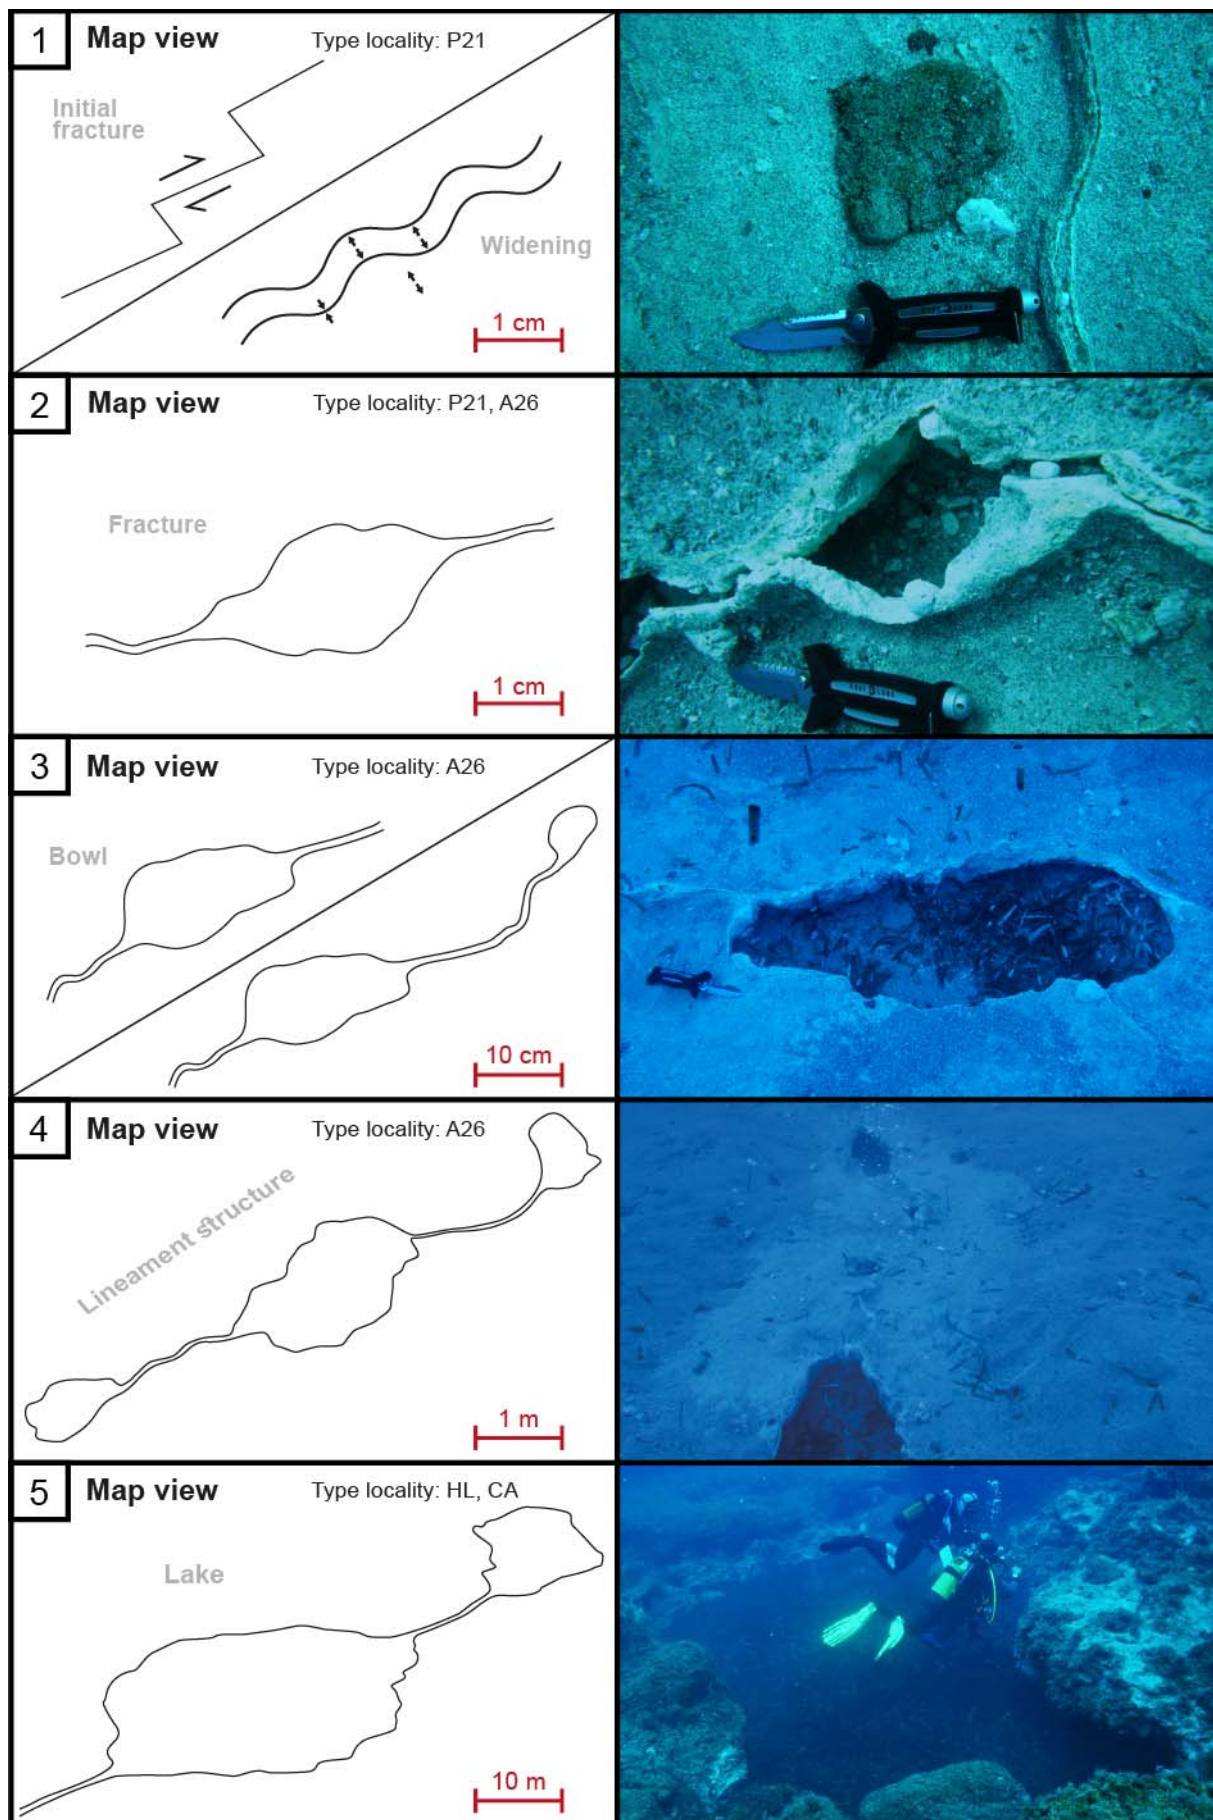 1 Map view Type locality: P21
Initial
fracture
Widening
1 cm
2 Map view Type locality: P21, A26
Fracture
1 cm
3 Map view Type locality: A26
Bowl
10 cm
4 Map view Type locality: A26
Lineament structure
1 m
5 Map view Type locality: HL, CA
Lake
10 m